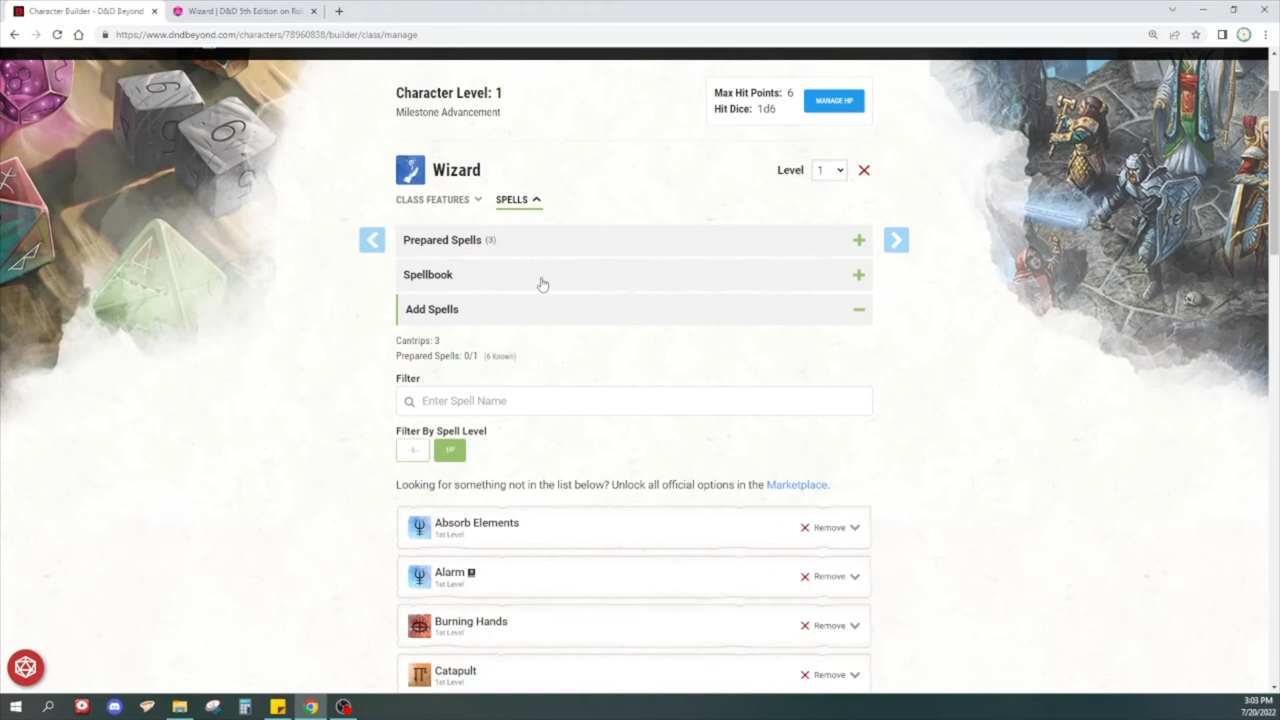 Character Builder - D&D Beyond
Wizard | D&D 5th Edition on Rol
https://www.dndbeyond.com/characters/78960838/builder/class/manage
Character Level: 1
Milestone Advancement
Max Hit Points: 6
Hit Dice: 1d6
MANAGE HP
Wizard
Level 1
CLASS FEATURES
SPELLS
Prepared Spells (3)
Spellbook
Add Spells
Cantrips: 3
Prepared Spells: 0/1 (6 Known)
Filter
Enter Spell Name
Filter By Spell Level
- 0 - 1ST
Looking for something not in the list below? Unlock all official options in the Marketplace.
Absorb Elements
1st Level
Remove
Alarm
1st Level
Remove
Burning Hands
1st Level
Remove
Catapult
1st Level
Remove
3:03 PM
7/20/2022